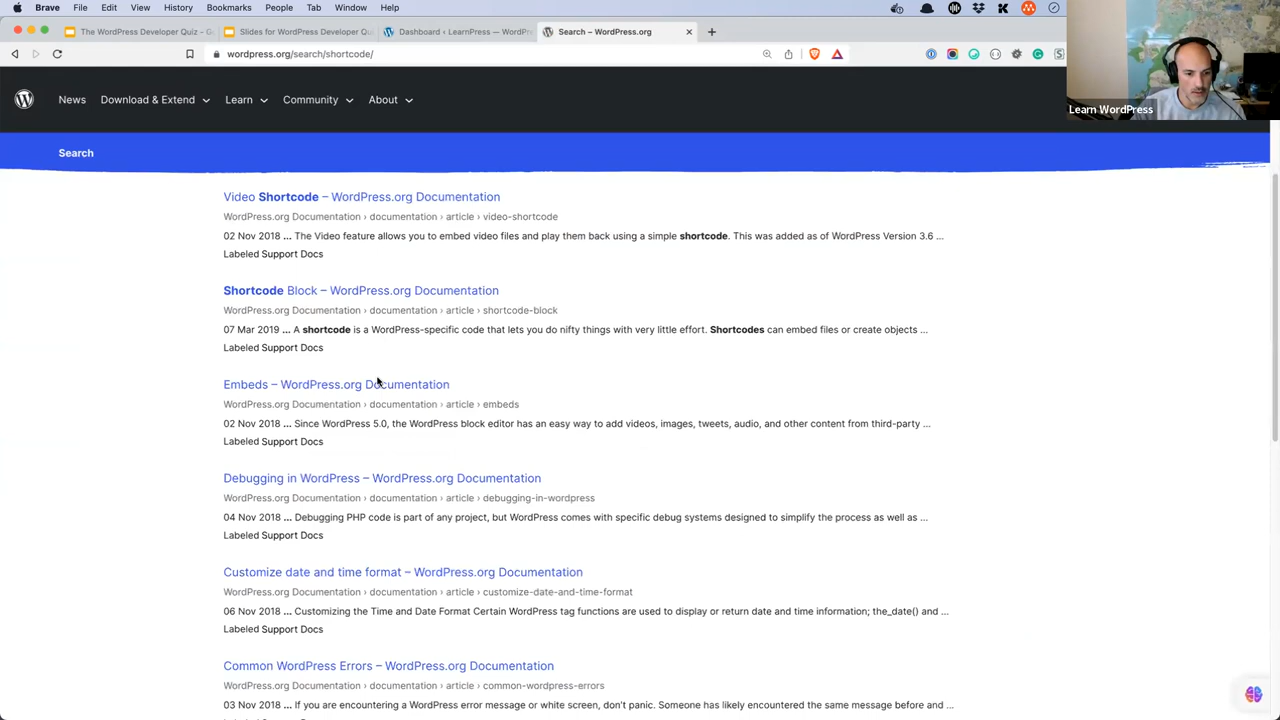 Brave File Edit View History Bookmarks People Tab Window Help
The WordPress Developer Quiz - G
Slides for WordPress Developer Qu
Dashboard ‹ LearnPress — WordPr
Search – WordPress.org
wordpress.org/search/shortcode/
Learn WordPress
News Download & Extend Learn Community About
Search
Video Shortcode – WordPress.org Documentation
WordPress.org Documentation › documentation › article › video-shortcode
02 Nov 2018 ... The Video feature allows you to embed video files and play them back using a simple shortcode. This was added as of WordPress Version 3.6 ...
Labeled Support Docs
Shortcode Block – WordPress.org Documentation
WordPress.org Documentation › documentation › article › shortcode-block
07 Mar 2019 ... A shortcode is a WordPress-specific code that lets you do nifty things with very little effort. Shortcodes can embed files or create objects ...
Labeled Support Docs
Embeds – WordPress.org Documentation
WordPress.org Documentation › documentation › article › embeds
02 Nov 2018 ... Since WordPress 5.0, the WordPress block editor has an easy way to add videos, images, tweets, audio, and other content from third-party ...
Labeled Support Docs
Debugging in WordPress – WordPress.org Documentation
WordPress.org Documentation › documentation › article › debugging-in-wordpress
04 Nov 2018 ... Debugging PHP code is part of any project, but WordPress comes with specific debug systems designed to simplify the process as well as ...
Labeled Support Docs
Customize date and time format – WordPress.org Documentation
WordPress.org Documentation › documentation › article › customize-date-and-time-format
06 Nov 2018 ... Customizing the Time and Date Format Certain WordPress tag functions are used to display or return date and time information; the_date() and ...
Labeled Support Docs
Common WordPress Errors – WordPress.org Documentation
WordPress.org Documentation › documentation › article › common-wordpress-errors
03 Nov 2018 ... If you are encountering a WordPress error message or white screen, don't panic. Someone has likely encountered the same message before and ...